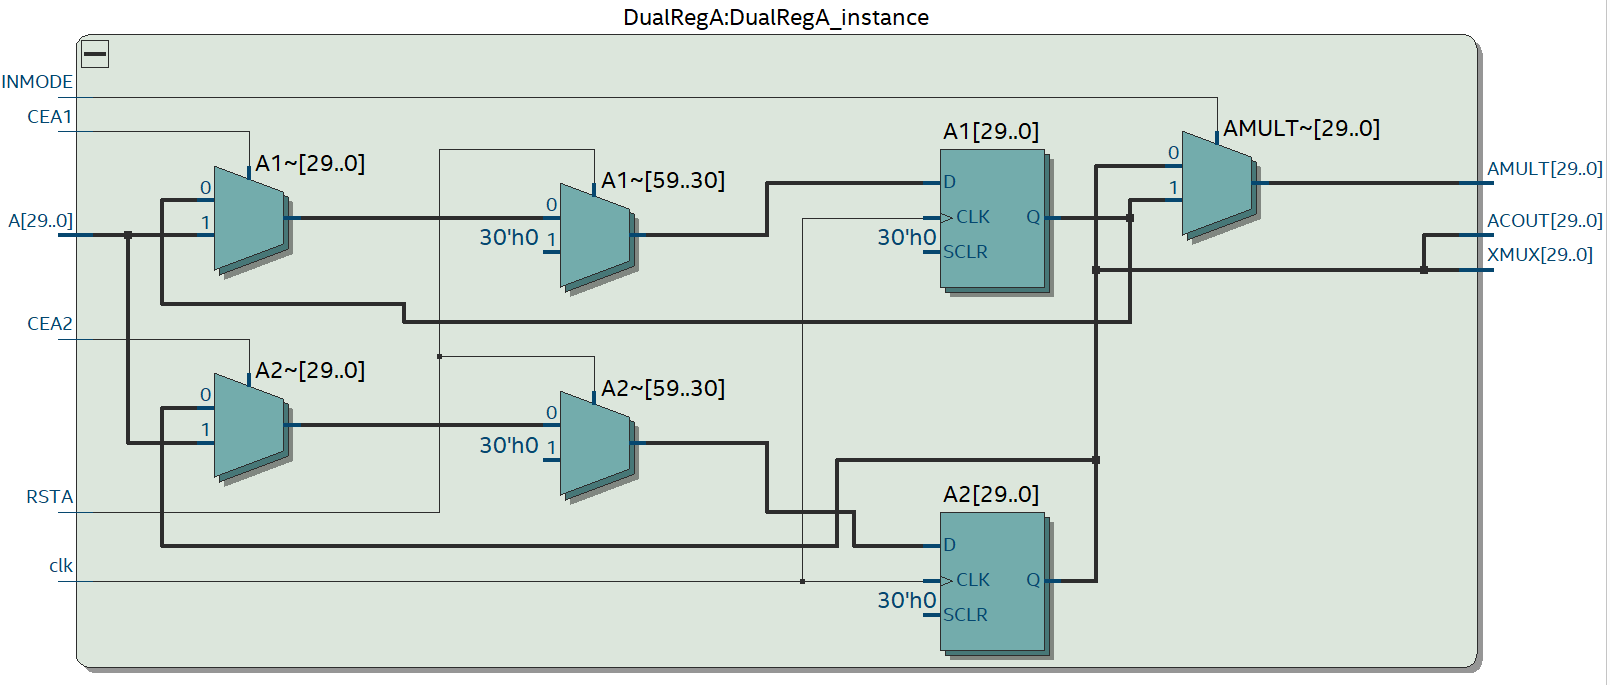 DualRegA:DualRegA_instance
INMODE
CEA1
A1~[29..0]
0
1
A[29..0]
A1~[59..30]
0
30'h0
1
A1[29..0]
D
CLK
Q
30'h0
SCLR
AMULT~[29..0]
0
1
AMULT[29..0]
ACOUT[29..0]
XMUX[29..0]
CEA2
A2~[29..0]
0
1
A2~[59..30]
0
30'h0
1
RSTA
A2[29..0]
D
clk
CLK
Q
30'h0
SCLR